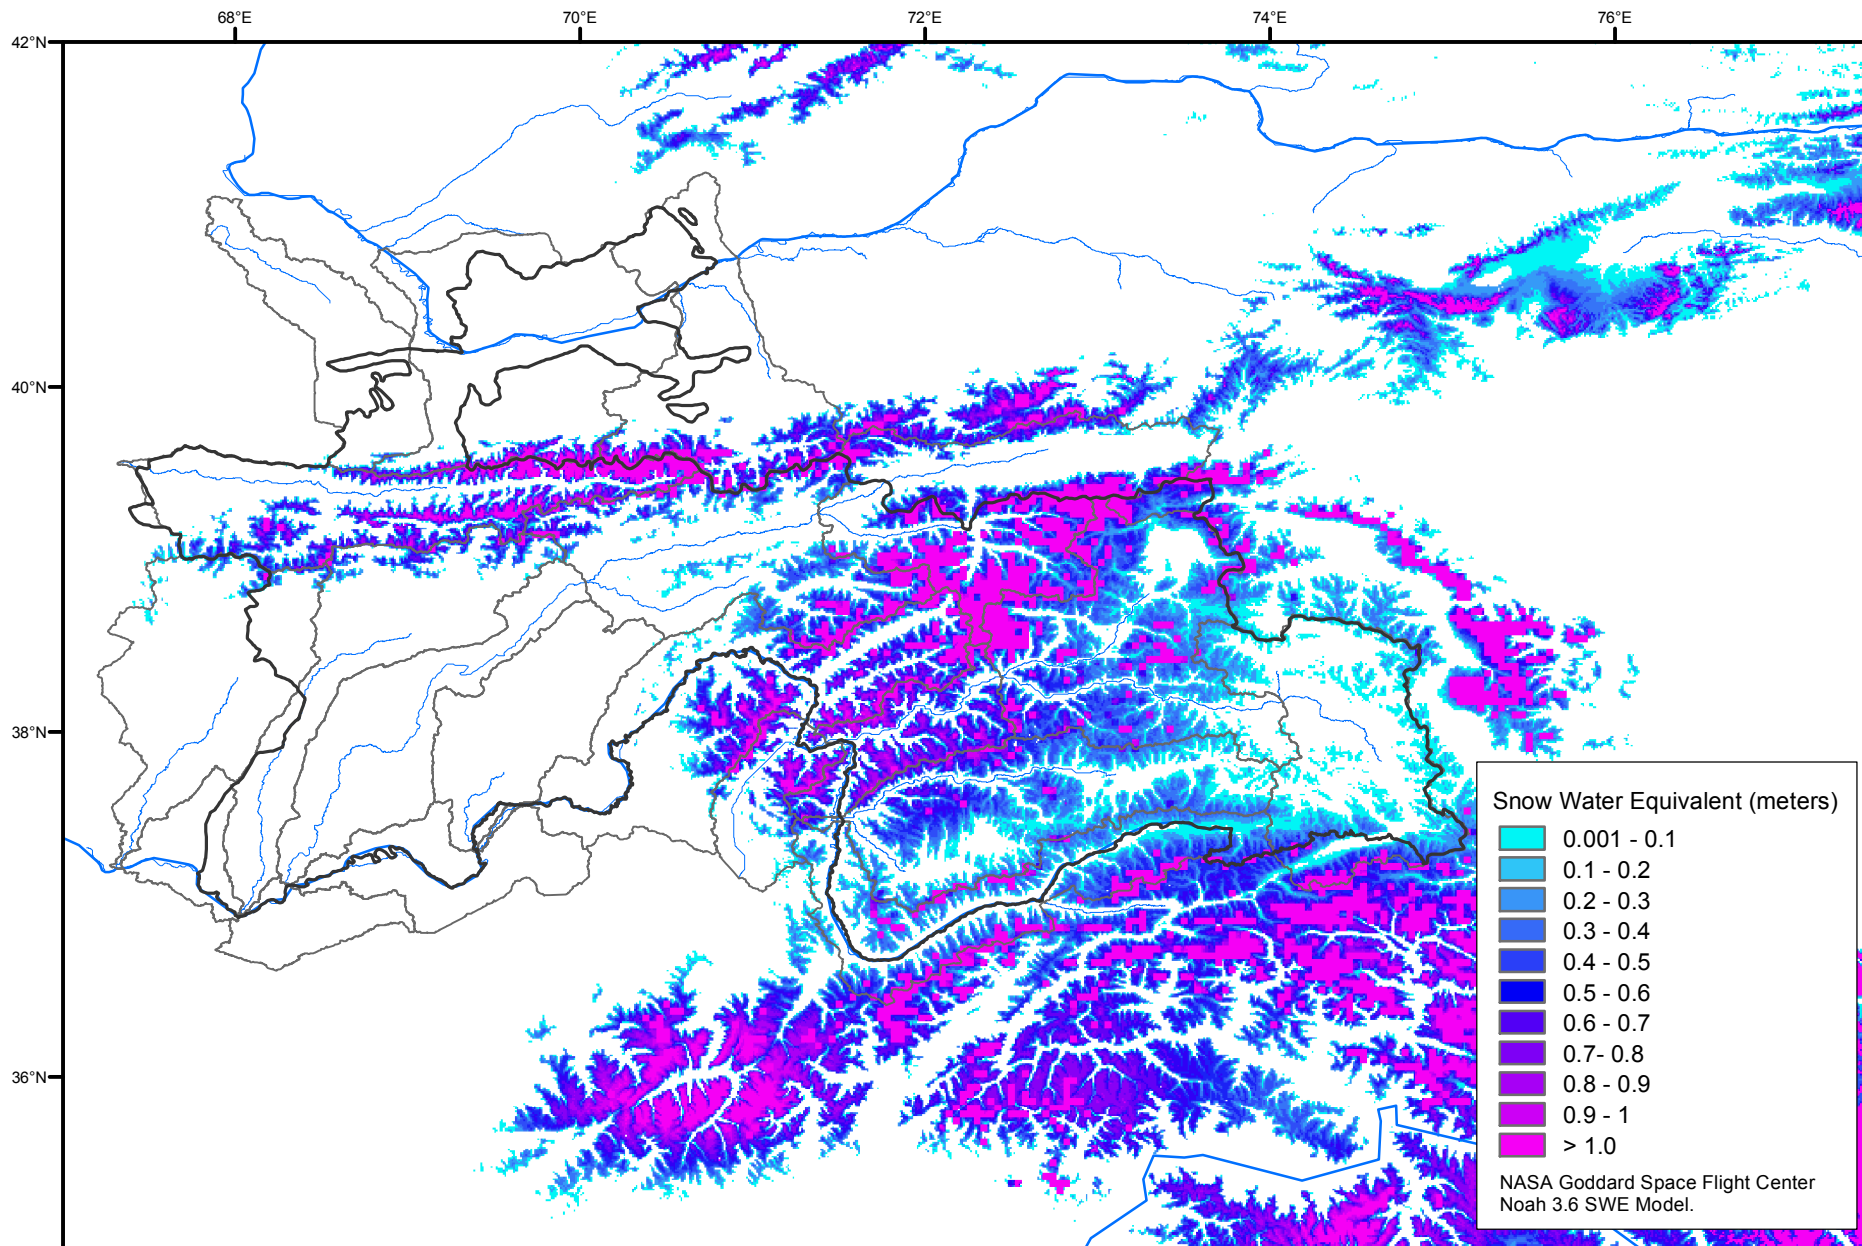 68°E 70°E 72°E 74°E 76°E
42°N
40°N
38°N
36°N
Snow Water Equivalent (meters)
0.001 - 0.1
0.1 - 0.2
0.2 - 0.3
0.3 - 0.4
0.4 - 0.5
0.5 - 0.6
0.6 - 0.7
0.7- 0.8
0.8 - 0.9
0.9 - 1
> 1.0
NASA Goddard Space Flight Center
Noah 3.6 SWE Model.